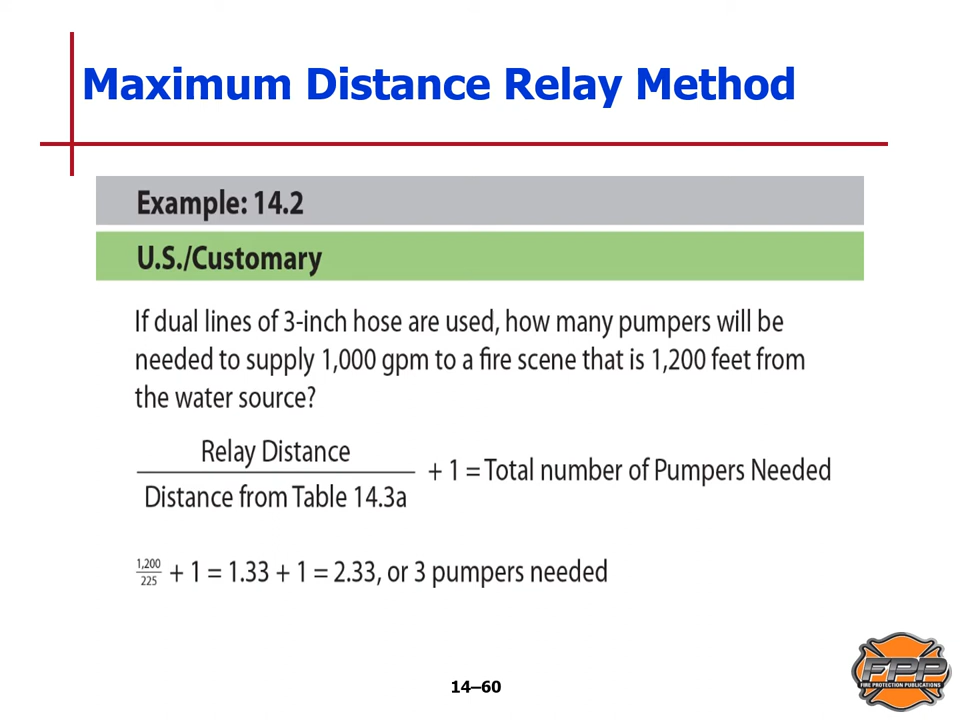 Maximum Distance Relay Method
Example: 14.2
U.S./Customary
If dual lines of 3-inch hose are used, how many pumpers will be
needed to supply 1,000 gpm to a fire scene that is 1,200 feet from
the water source?
Relay Distance
Distance from Table 14.3a
+ 1 = Total number of Pumpers Needed
1,200
225
+ 1 = 1.33 + 1 = 2.33, or 3 pumpers needed
FPP
FIRE PROTECTION PUBLICATIONS
14–60